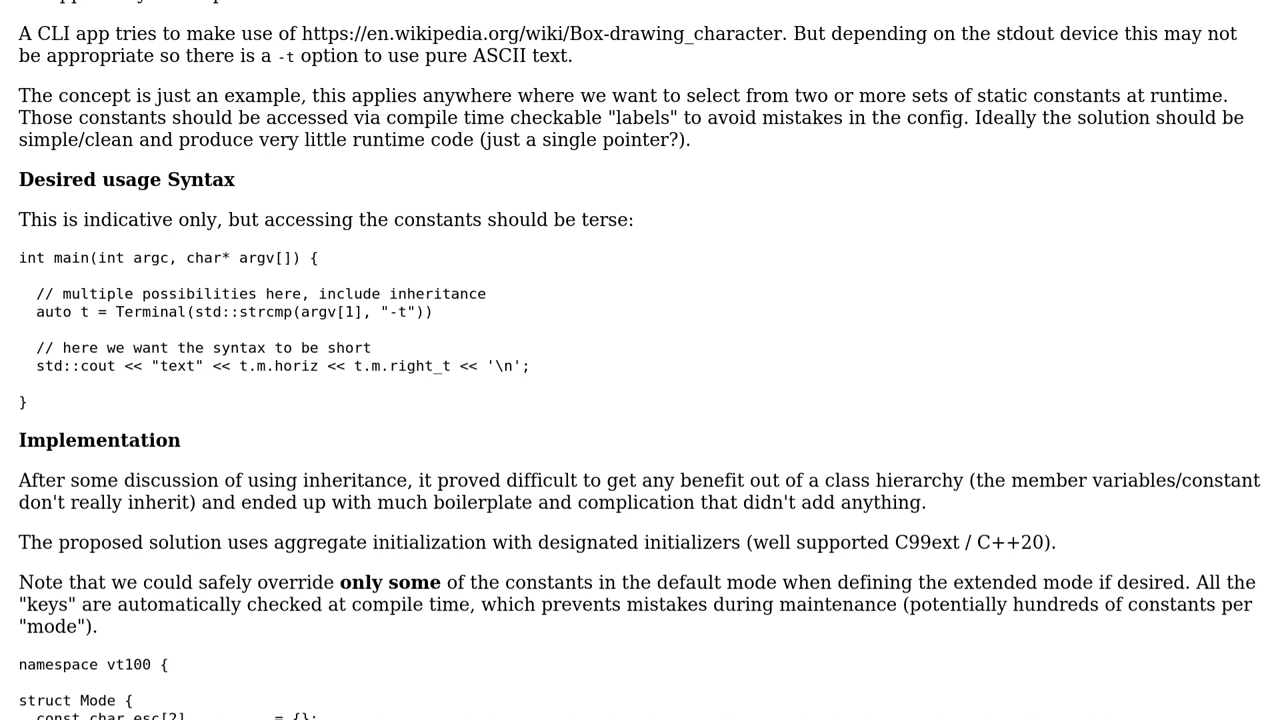 A CLI app tries to make use of https://en.wikipedia.org/wiki/Box-drawing_character. But depending on the stdout device this may not
be appropriate so there is a -t option to use pure ASCII text.
The concept is just an example, this applies anywhere where we want to select from two or more sets of static constants at runtime.
Those constants should be accessed via compile time checkable "labels" to avoid mistakes in the config. Ideally the solution should be
simple/clean and produce very little runtime code (just a single pointer?).
Desired usage Syntax
This is indicative only, but accessing the constants should be terse:
int main(int argc, char* argv[]) {
  // multiple possibilities here, include inheritance
  auto t = Terminal(std::strcmp(argv[1], "-t"))
  // here we want the syntax to be short
  std::cout << "text" << t.m.horiz << t.m.right_t << '\n';
}
Implementation
After some discussion of using inheritance, it proved difficult to get any benefit out of a class hierarchy (the member variables/constant
don't really inherit) and ended up with much boilerplate and complication that didn't add anything.
The proposed solution uses aggregate initialization with designated initializers (well supported C99ext / C++20).
Note that we could safely override only some of the constants in the default mode when defining the extended mode if desired. All the
"keys" are automatically checked at compile time, which prevents mistakes during maintenance (potentially hundreds of constants per
"mode").
namespace vt100 {
struct Mode {
  const char esc[2]          = {};